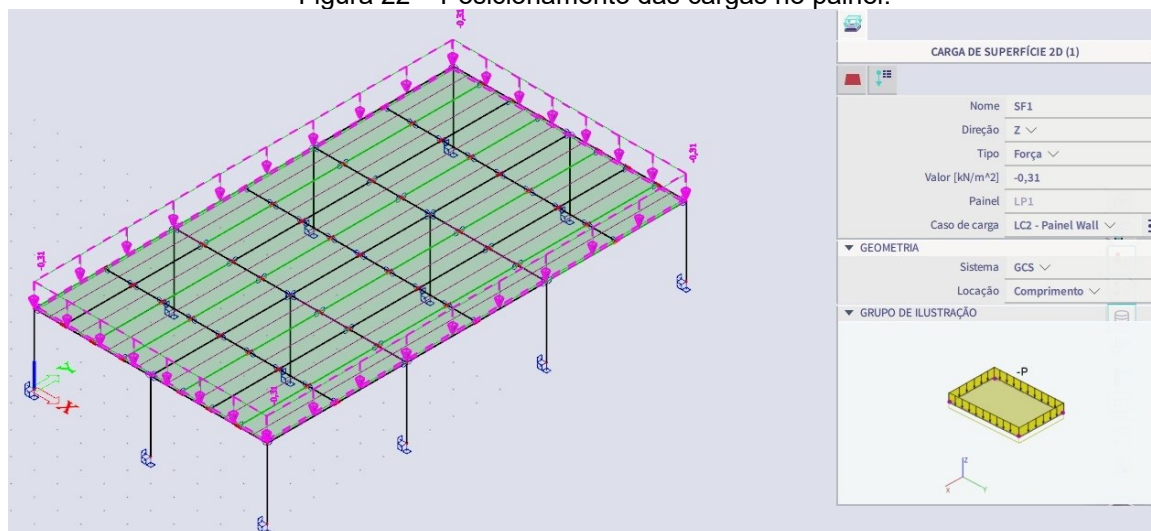 Figura 22 – Posicionamento das cargas no painel.
-0,31
-0,31
-0,31
-0,31
Y
X
CARGA DE SUPERFÍCIE 2D (1)
Nome SF1
Direção Z
Tipo Força
Valor [kN/m^2] -0,31
Painel LP1
Caso de carga LC2 - Painel Wall
GEOMETRIA
Sistema GCS
Locação Comprimento
GRUPO DE ILUSTRAÇÃO
-P
Z
X
Y